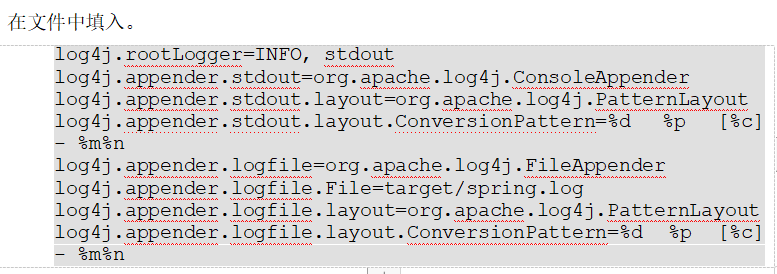 在文件中填入。
log4j.rootLogger=INFO, stdout
log4j.appender.stdout=org.apache.log4j.ConsoleAppender
log4j.appender.stdout.layout=org.apache.log4j.PatternLayout
log4j.appender.stdout.layout.ConversionPattern=%d %p [%c]
- %m%n
log4j.appender.logfile=org.apache.log4j.FileAppender
log4j.appender.logfile.File=target/spring.log
log4j.appender.logfile.layout=org.apache.log4j.PatternLayout
log4j.appender.logfile.layout.ConversionPattern=%d %p [%c]
- %m%n